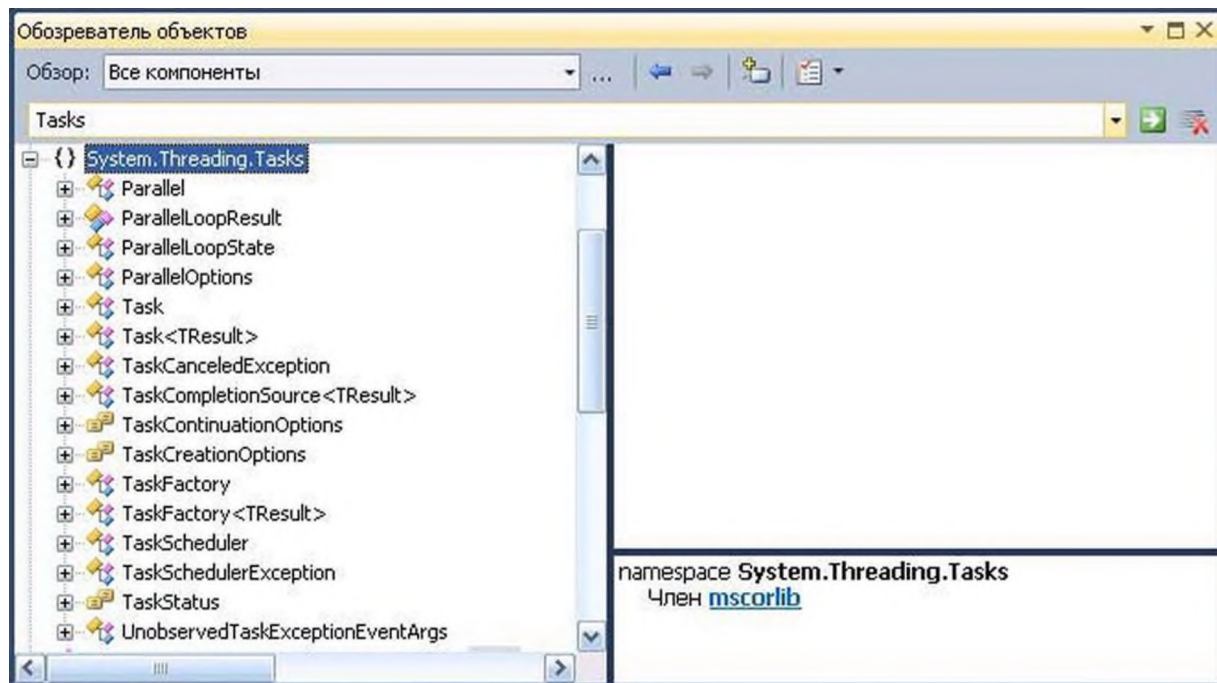 Обозреватель объектов
Обзор: Все компоненты ...
Tasks
{} System.Threading.Tasks
Parallel
ParallelLoopResult
ParallelLoopState
ParallelOptions
Task
Task<TResult>
TaskCanceledException
TaskCompletionSource<TResult>
TaskContinuationOptions
TaskCreationOptions
TaskFactory
TaskFactory<TResult>
TaskScheduler
TaskSchedulerException
TaskStatus
UnobservedTaskExceptionEventArgs
namespace System.Threading.Tasks
Член mscorlib